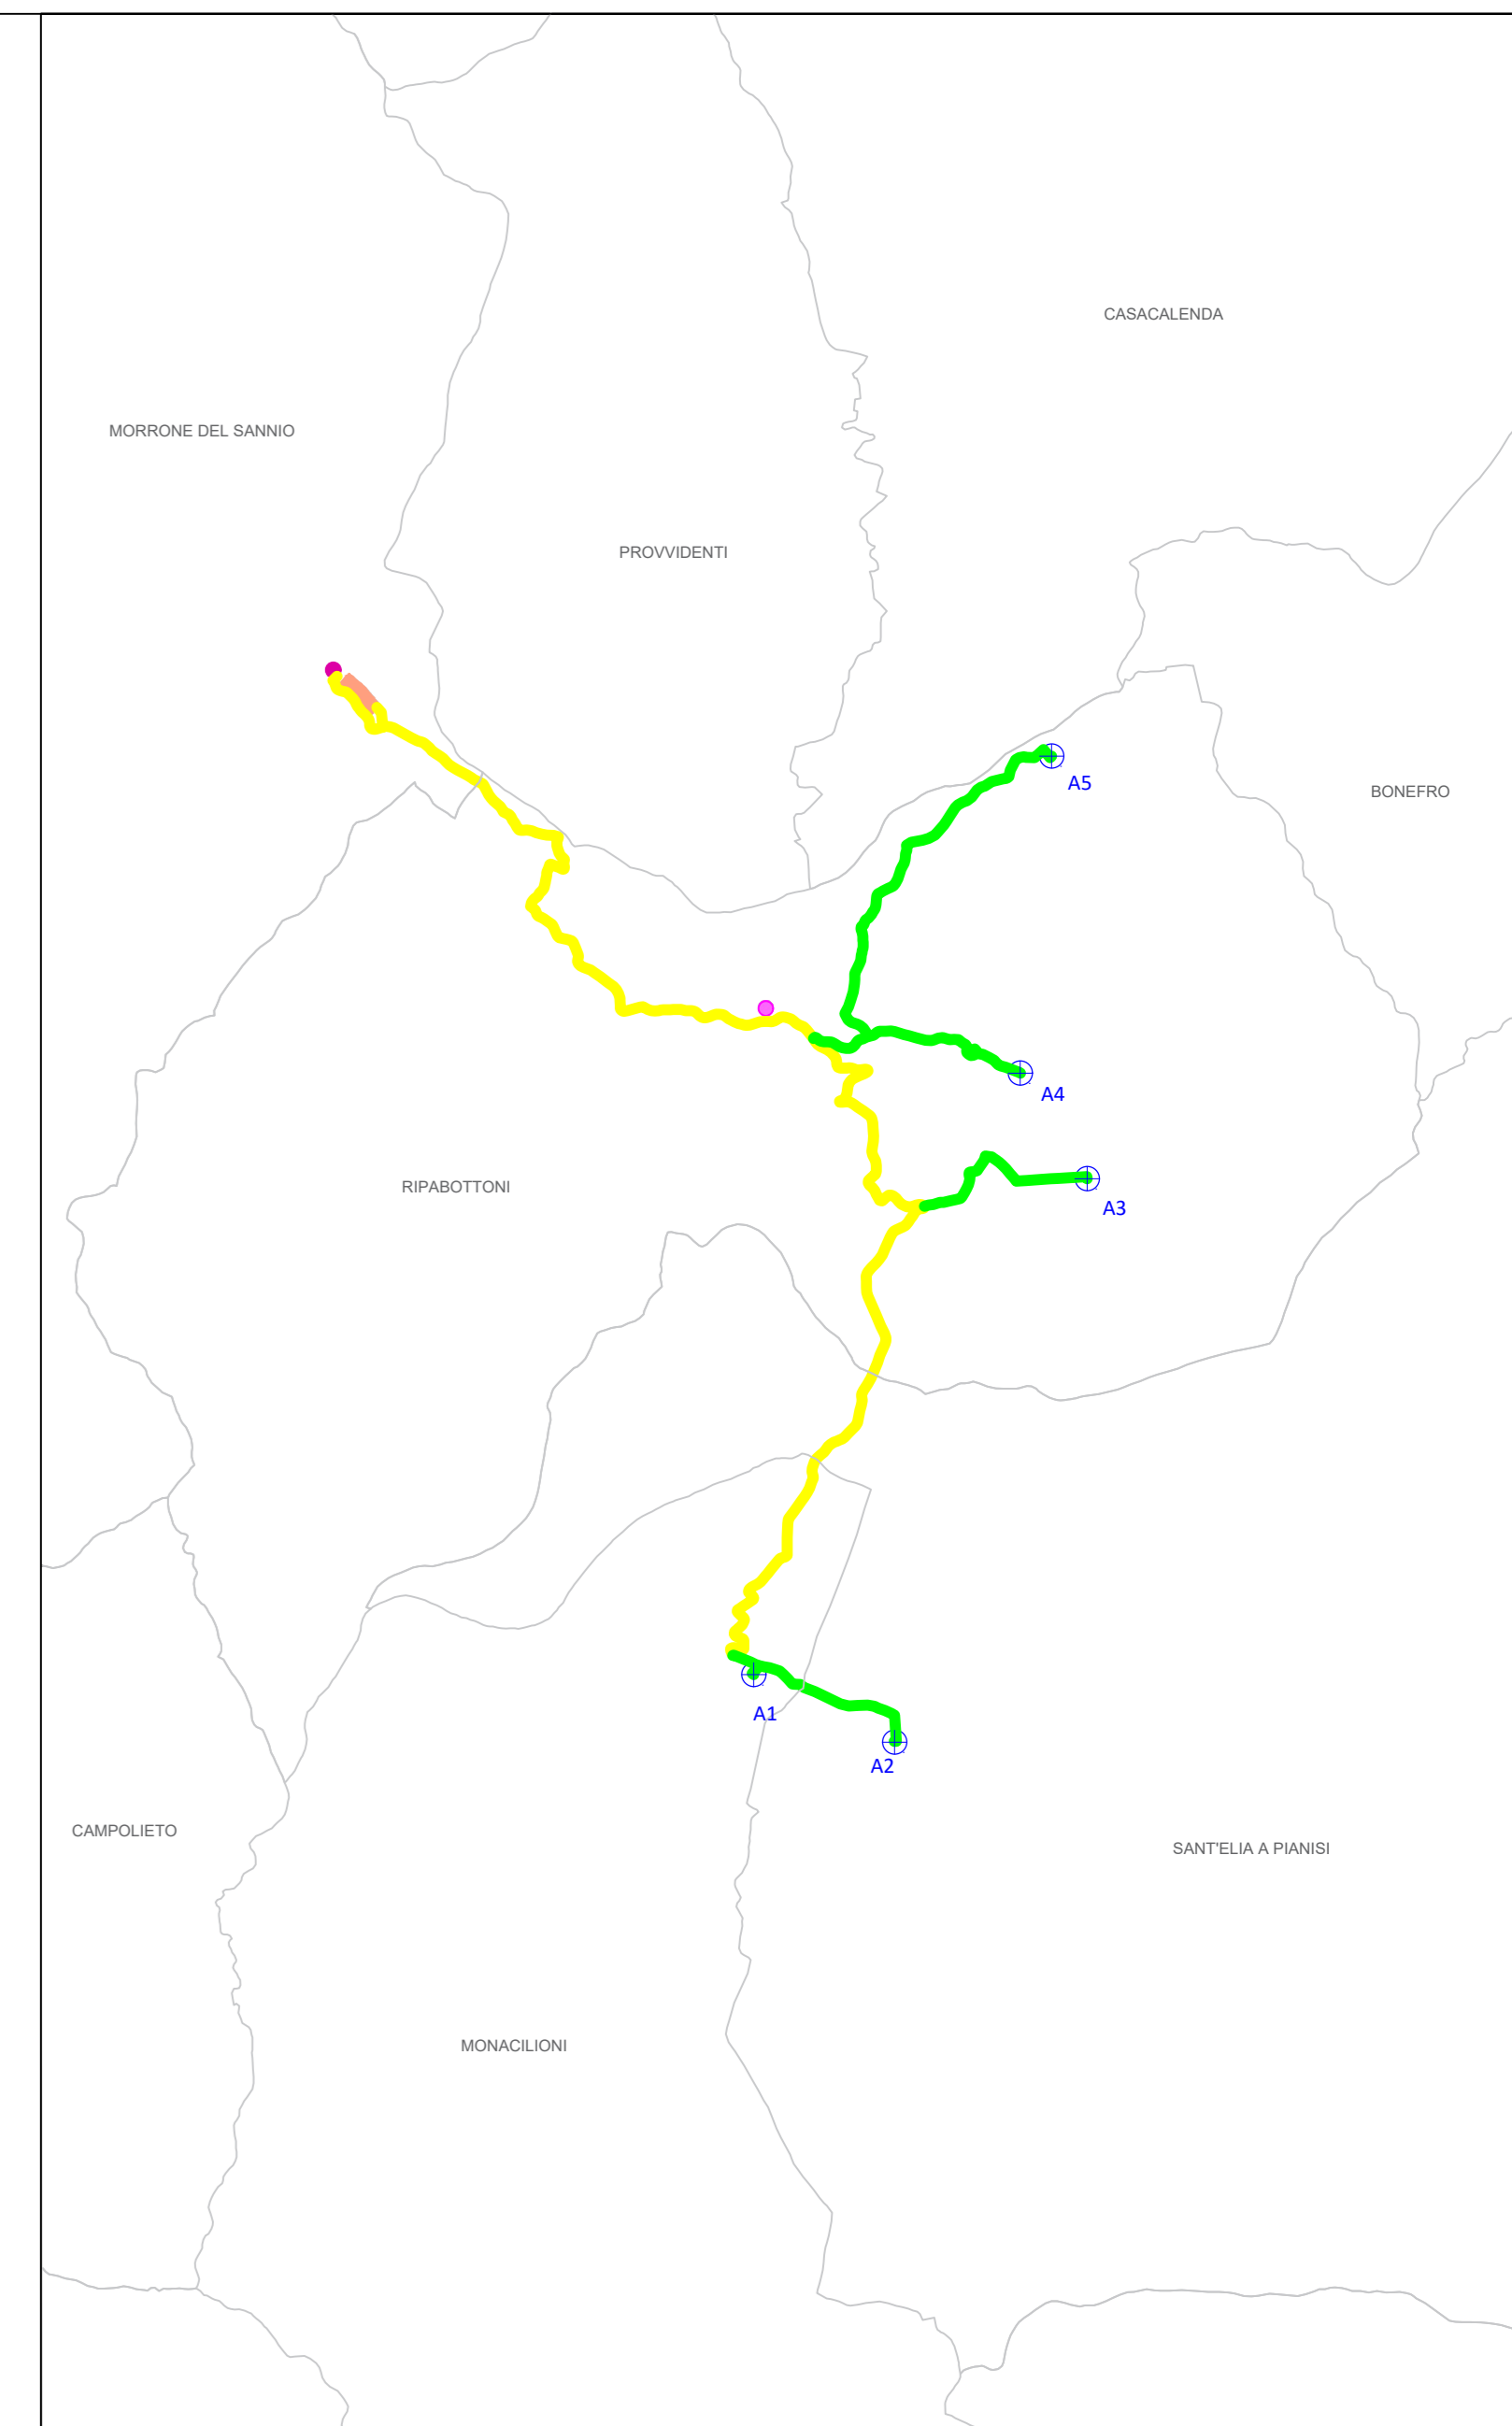 CASACALENDA
MORRONE DEL SANNIO
PROVVIDENTI
A5
BONEFRO
A4
RIPABOTTONI
A3
A1
A2
CAMPOLIETO
SANT'ELIA A PIANISI
MONACILIONI